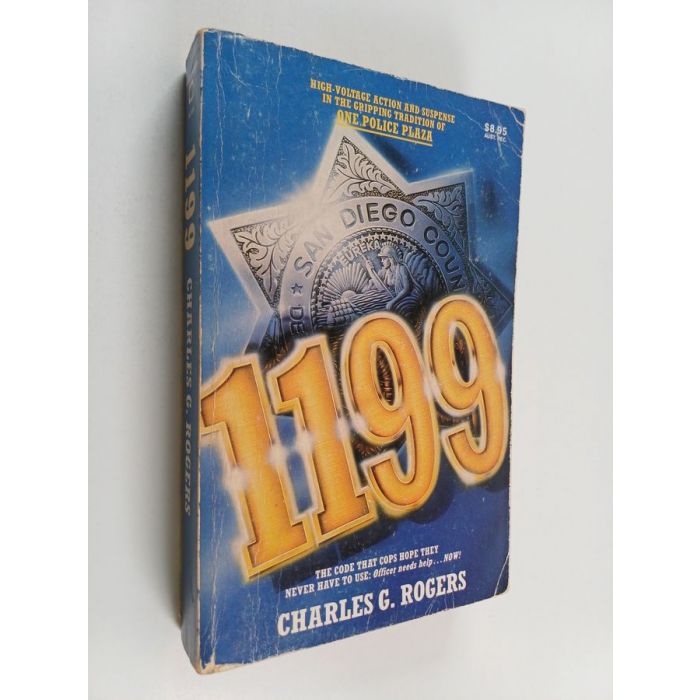 HIGH-VOLTAGE ACTION AND SUSPENSE
IN THE GRIPPING TRADITION OF
ONE POLICE PLAZA
$8.95
AUST. REC.
SAN DIEGO COUN
EUREKA
1199
THE CODE THAT COPS HOPE THEY
NEVER HAVE TO USE: Officer needs help...NOW!
CHARLES G. ROGERS
1199 CHARLES G. ROGERS